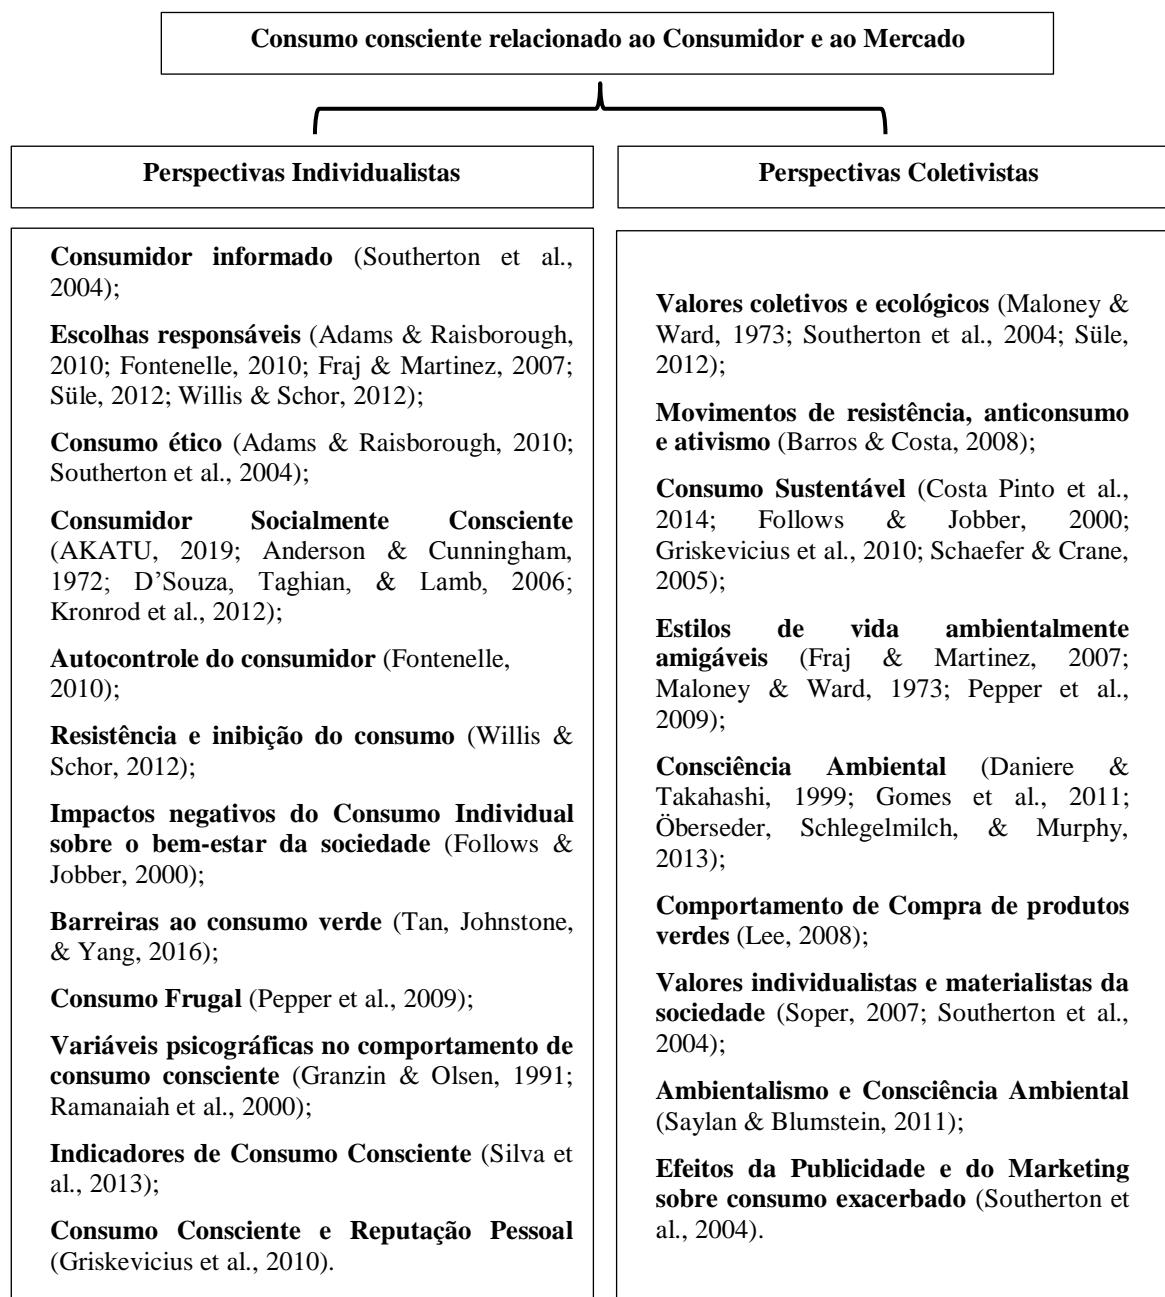 Consumo consciente relacionado ao Consumidor e ao Mercado
Perspectivas Individualistas
Consumidor informado (Southerton et al.,
2004);
Escolhas responsáveis (Adams & Raisborough,
2010; Fontenelle, 2010; Fraj & Martinez, 2007;
Süle, 2012; Willis & Schor, 2012);
Consumo ético (Adams & Raisborough, 2010;
Southerton et al., 2004);
Consumidor Socialmente Consciente
(AKATU, 2019; Anderson & Cunningham,
1972; D’Souza, Taghian, & Lamb, 2006;
Kronrod et al., 2012);
Autocontrole do consumidor (Fontenelle,
2010);
Resistência e inibição do consumo (Willis &
Schor, 2012);
Impactos negativos do Consumo Individual
sobre o bem-estar da sociedade (Follows &
Jobber, 2000);
Barreiras ao consumo verde (Tan, Johnstone,
& Yang, 2016);
Consumo Frugal (Pepper et al., 2009);
Variáveis psicográficas no comportamento de
consumo consciente (Granzin & Olsen, 1991;
Ramanaiah et al., 2000);
Indicadores de Consumo Consciente (Silva et
al., 2013);
Consumo Consciente e Reputação Pessoal
(Griskevicius et al., 2010).
Perspectivas Coletivistas
Valores coletivos e ecológicos (Maloney &
Ward, 1973; Southerton et al., 2004; Süle,
2012);
Movimentos de resistência, anticonsumo
e ativismo (Barros & Costa, 2008);
Consumo Sustentável (Costa Pinto et al.,
2014; Follows & Jobber, 2000;
Griskevicius et al., 2010; Schaefer & Crane,
2005);
Estilos de vida ambientalmente
amigáveis (Fraj & Martinez, 2007;
Maloney & Ward, 1973; Pepper et al.,
2009);
Consciência Ambiental (Daniere &
Takahashi, 1999; Gomes et al., 2011;
Öberseder, Schlegelmilch, & Murphy,
2013);
Comportamento de Compra de produtos
verdes (Lee, 2008);
Valores individualistas e materialistas da
sociedade (Soper, 2007; Southerton et al.,
2004);
Ambientalismo e Consciência Ambiental
(Saylan & Blumstein, 2011);
Efeitos da Publicidade e do Marketing
sobre consumo exacerbado (Southerton et
al., 2004).